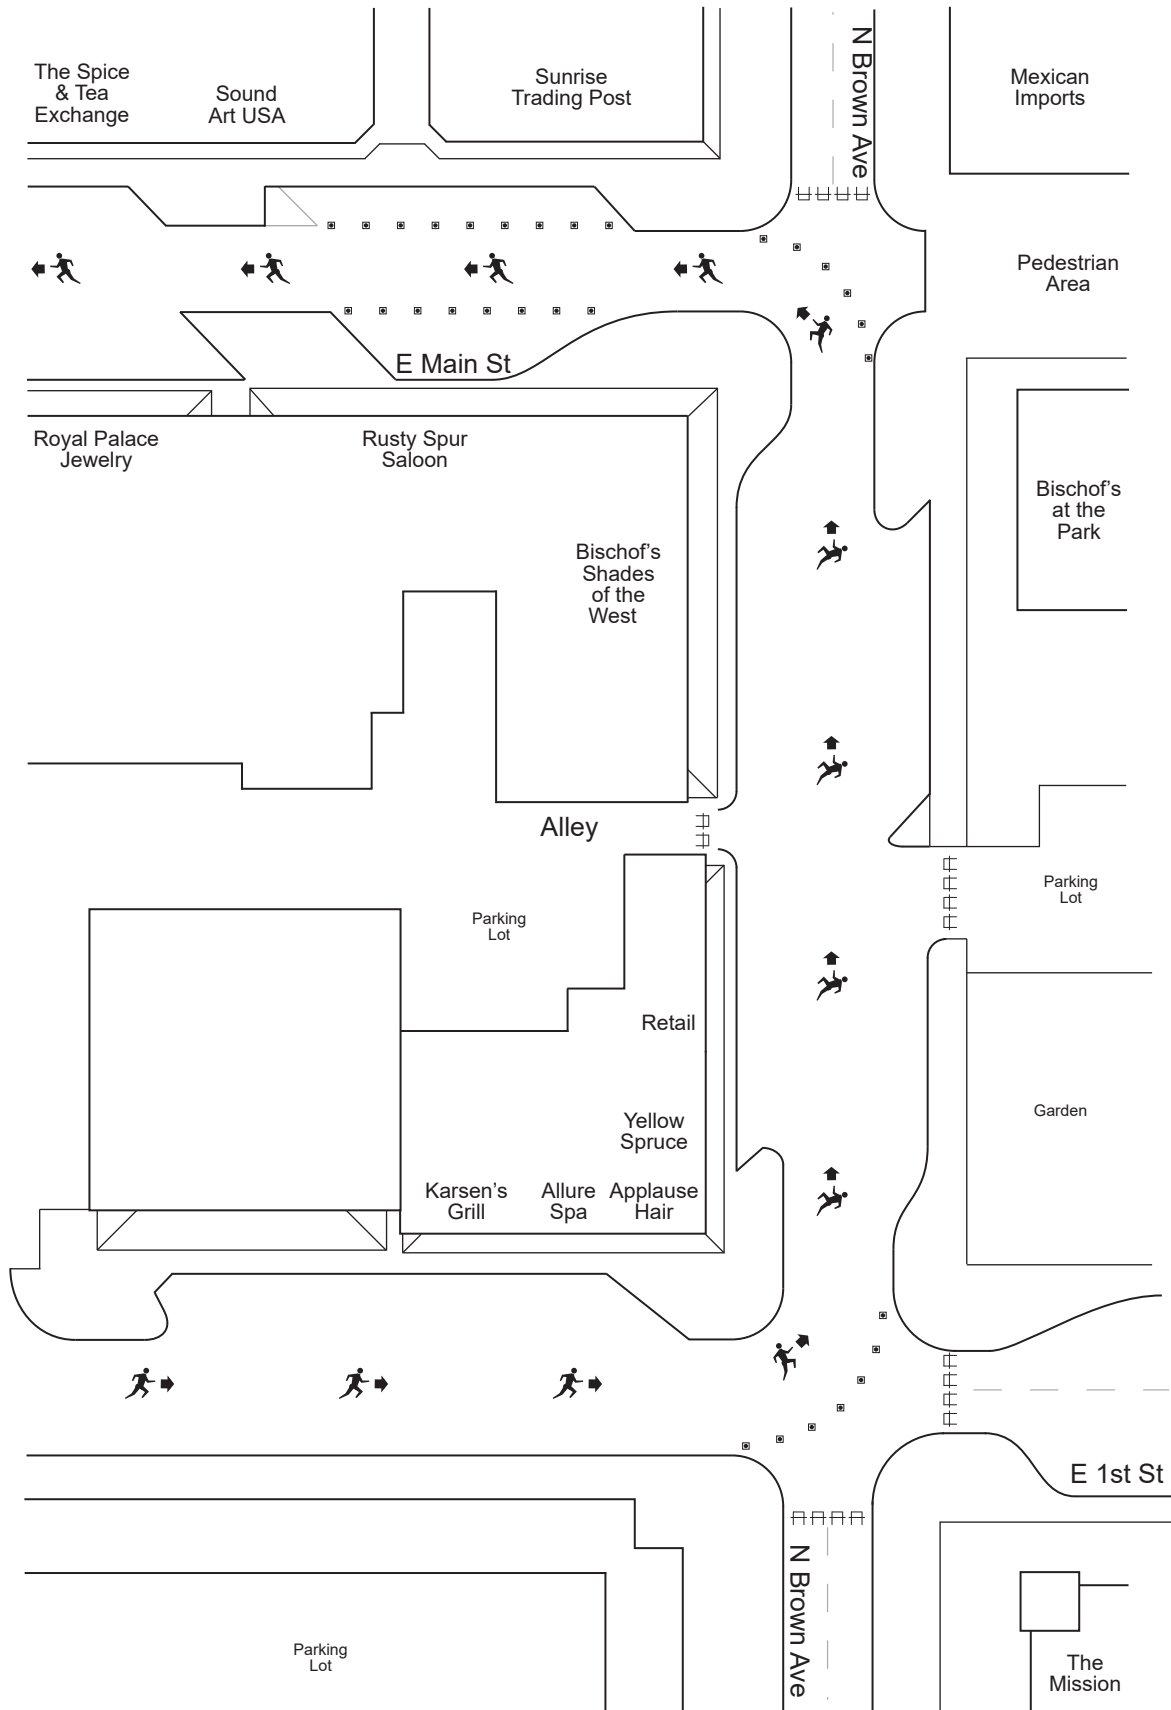 The Spice
& Tea
Exchange
Sound
Art USA
Sunrise
Trading Post
N Brown Ave
Mexican
Imports
Pedestrian
Area
E Main St
Royal Palace
Jewelry
Rusty Spur
Saloon
Bischof's
Shades
of the
West
Bischof's
at the
Park
Alley
Parking
Lot
Parking
Lot
Retail
Yellow
Spruce
Garden
Karsen's
Grill
Allure
Spa
Applause
Hair
E 1st St
N Brown Ave
Parking
Lot
The
Mission